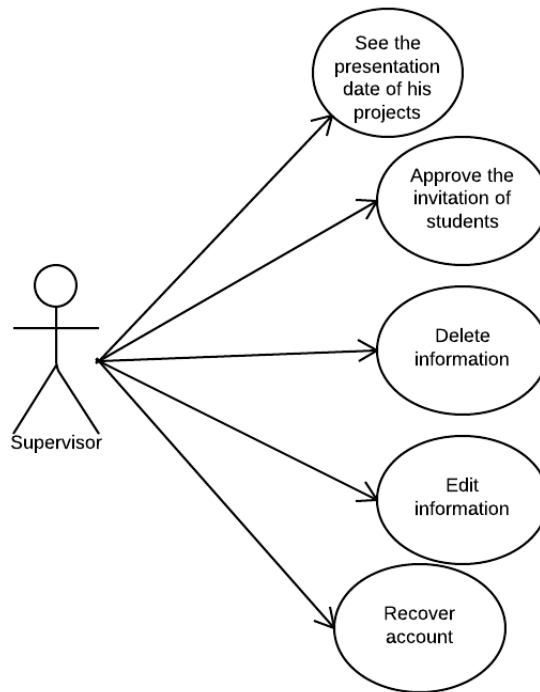 See the
presentation
date of his
projects
Approve the
invitation of
students
Delete
information
Supervisor
Edit
information
Recover
account